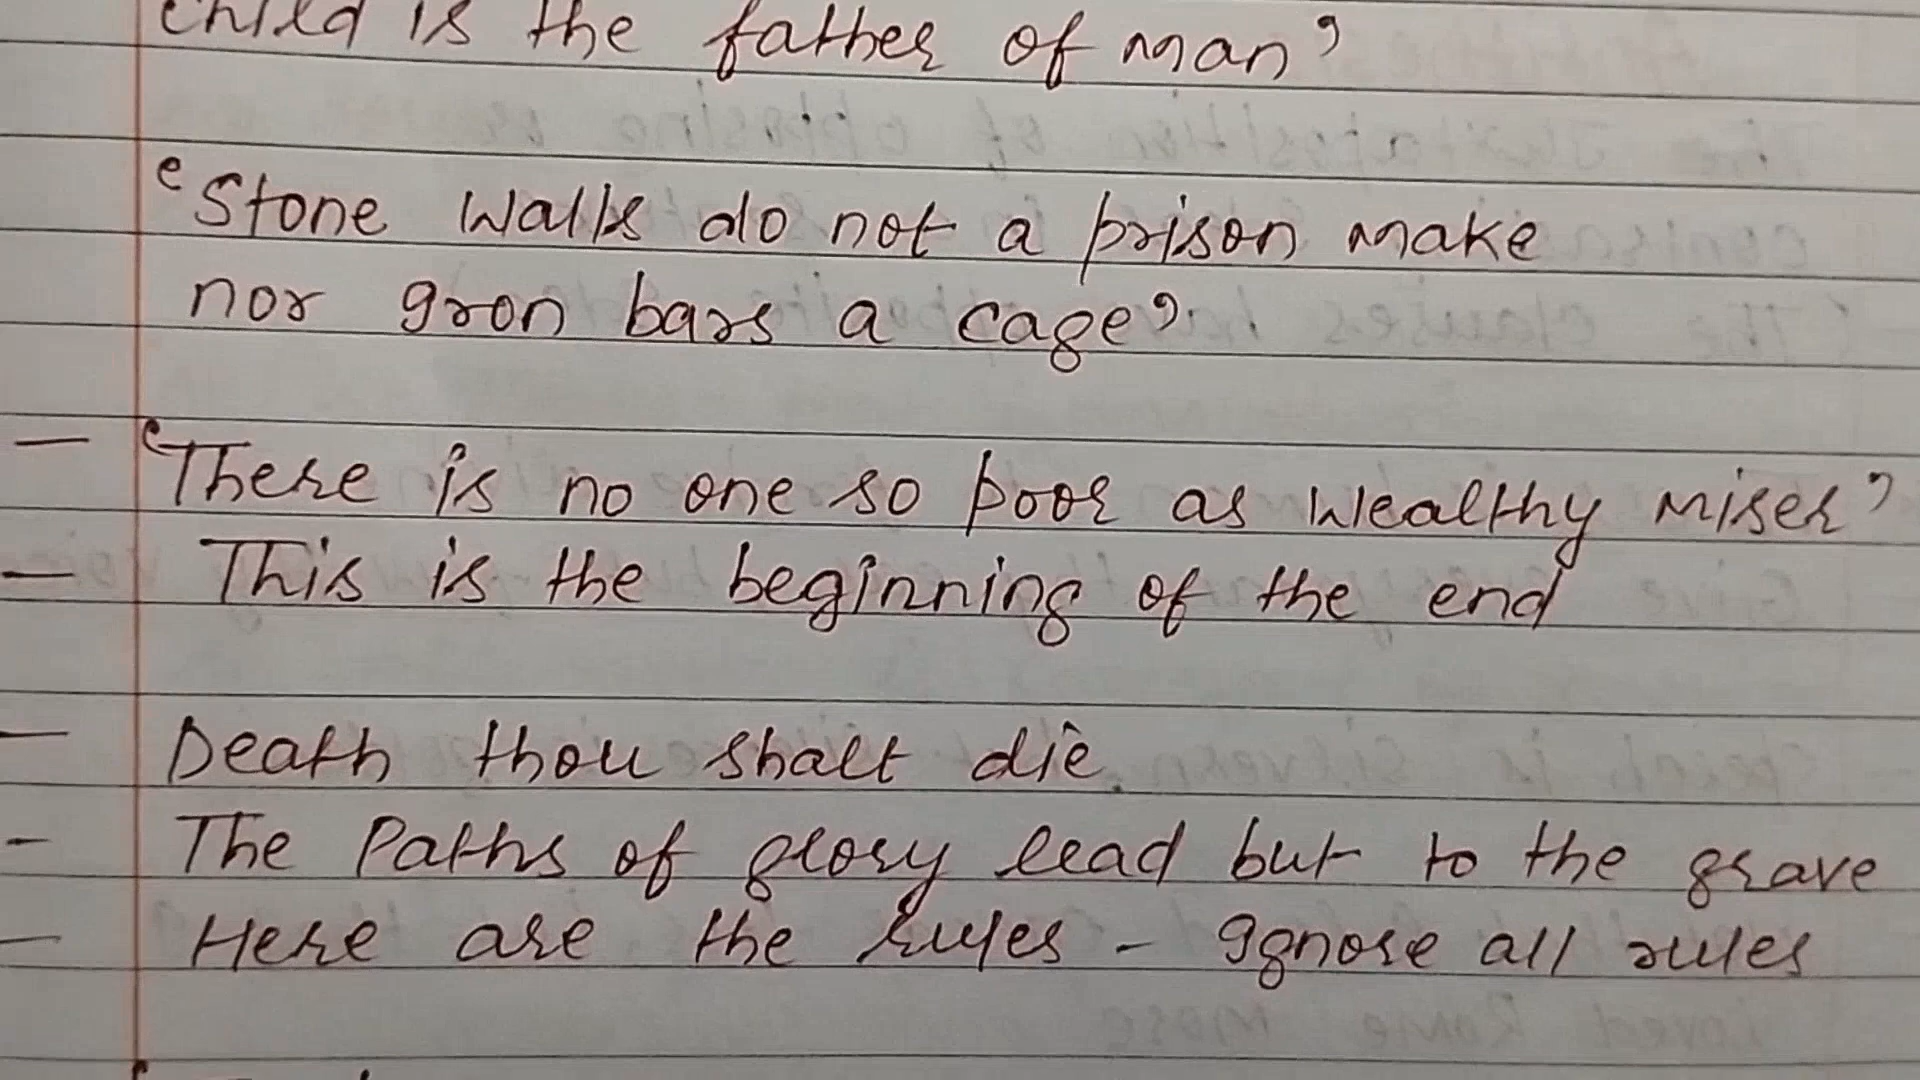 Child is the father of man'
'Stone walls do not a prison make
nor Iron bars a cage'.
- 'There is no one so poor as wealthy miser'
- This is the beginning of the end
- Death thou shalt die.
- The Paths of glory lead but to the grave
- Here are the rules - Ignore all rules